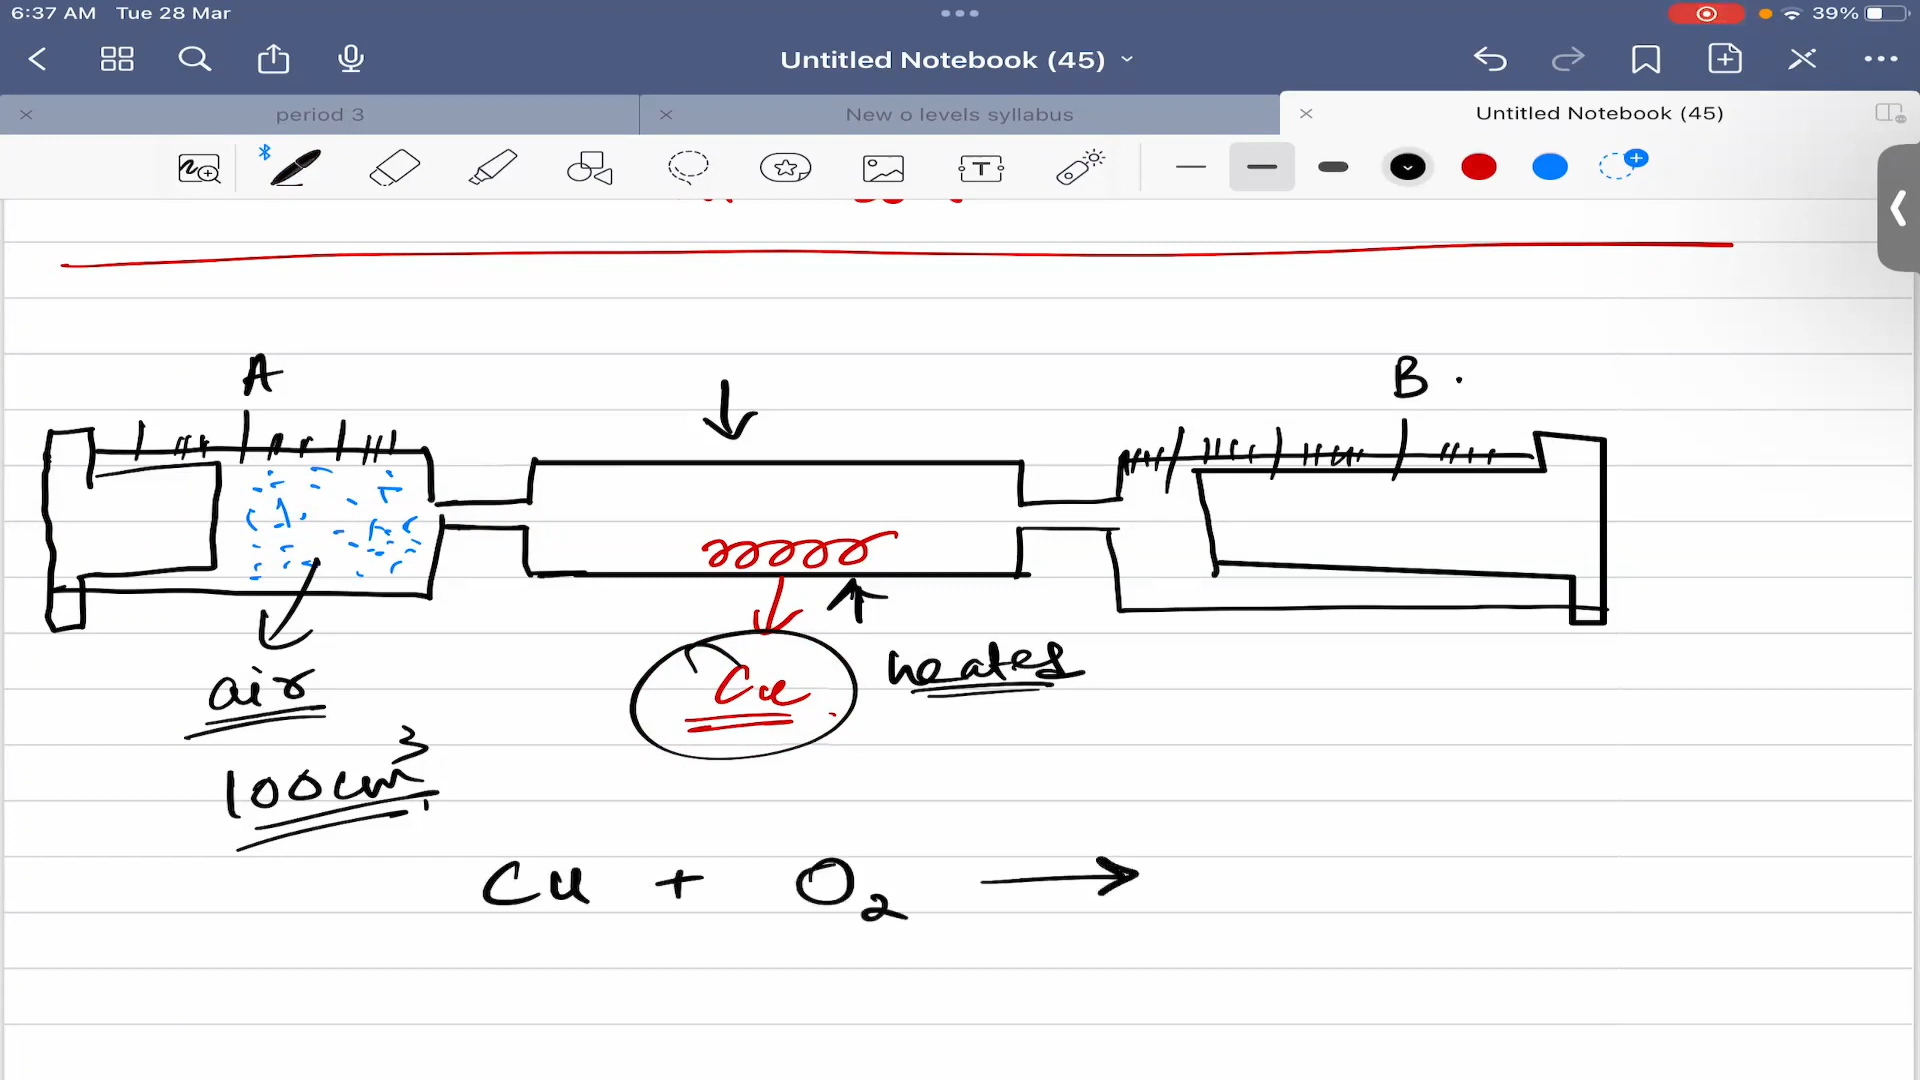 6:37 AM Tue 28 Mar
39%
Untitled Notebook (45)
period 3
New o levels syllabus
Untitled Notebook (45)
T
A
B .
air
Cu
heates
100cm³
Cu + O₂ →